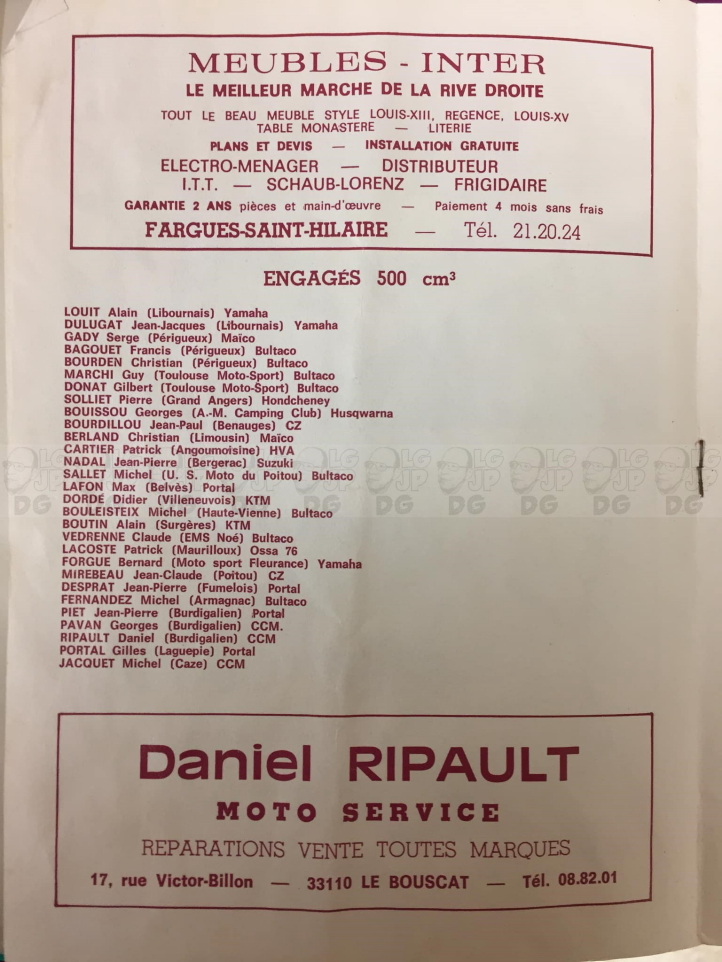 MEUBLES - INTER
LE MEILLEUR MARCHE DE LA RIVE DROITE
TOUT LE BEAU MEUBLE STYLE LOUIS-XIII, REGENCE, LOUIS-XV
TABLE MONASTERE — LITERIE
PLANS ET DEVIS — INSTALLATION GRATUITE
ELECTRO-MENAGER — DISTRIBUTEUR
I.T.T. — SCHAUB-LORENZ — FRIGIDAIRE
GARANTIE 2 ANS pièces et main-d'œuvre — Paiement 4 mois sans frais
FARGUES-SAINT-HILAIRE — Tél. 21.20.24
ENGAGÉS 500 cm³
LOUIT Alain (Libournais) Yamaha
DULUGAT Jean-Jacques (Libournais) Yamaha
GADY Serge (Périgueux) Maïco
BAGOUET Francis (Périgueux) Bultaco
BOURDEN Christian (Périgueux) Bultaco
MARCHI Guy (Toulouse Moto-Sport) Bultaco
DONAT Gilbert (Toulouse Moto-Sport) Bultaco
SOLLIET Pierre (Grand Angers) Hondcheney
BOUISSOU Georges (A.-M. Camping Club) Husqwarna
BOURDILLOU Jean-Paul (Benauges) CZ
BERLAND Christian (Limousin) Maïco
CARTIER Patrick (Angoumoisine) HVA
NADAL Jean-Pierre (Bergerac) Suzuki
SALLET Michel (U. S. Moto du Poitou) Bultaco
LAFON Max (Belvès) Portal
DORDE Didier (Villeneuvois) KTM
BOULEISTEIX Michel (Haute-Vienne) Bultaco
BOUTIN Alain (Surgères) KTM
VEDRENNE Claude (EMS Noé) Bultaco
LACOSTE Patrick (Maurilloux) Ossa 76
FORGUE Bernard (Moto sport Fleurance) Yamaha
MIREBEAU Jean-Claude (Poitou) CZ
DESPRAT Jean-Pierre (Fumelois) Portal
FERNANDEZ Michel (Armagnac) Bultaco
PIET Jean-Pierre (Burdigalien) Portal
PAVAN Georges (Burdigalien) CCM.
RIPAULT Daniel (Burdigalien) CCM
PORTAL Gilles (Laguepie) Portal
JACQUET Michel (Caze) CCM
Daniel RIPAULT
MOTO SERVICE
REPARATIONS VENTE TOUTES MARQUES
17, rue Victor-Billon — 33110 LE BOUSCAT — Tél. 08.82.01